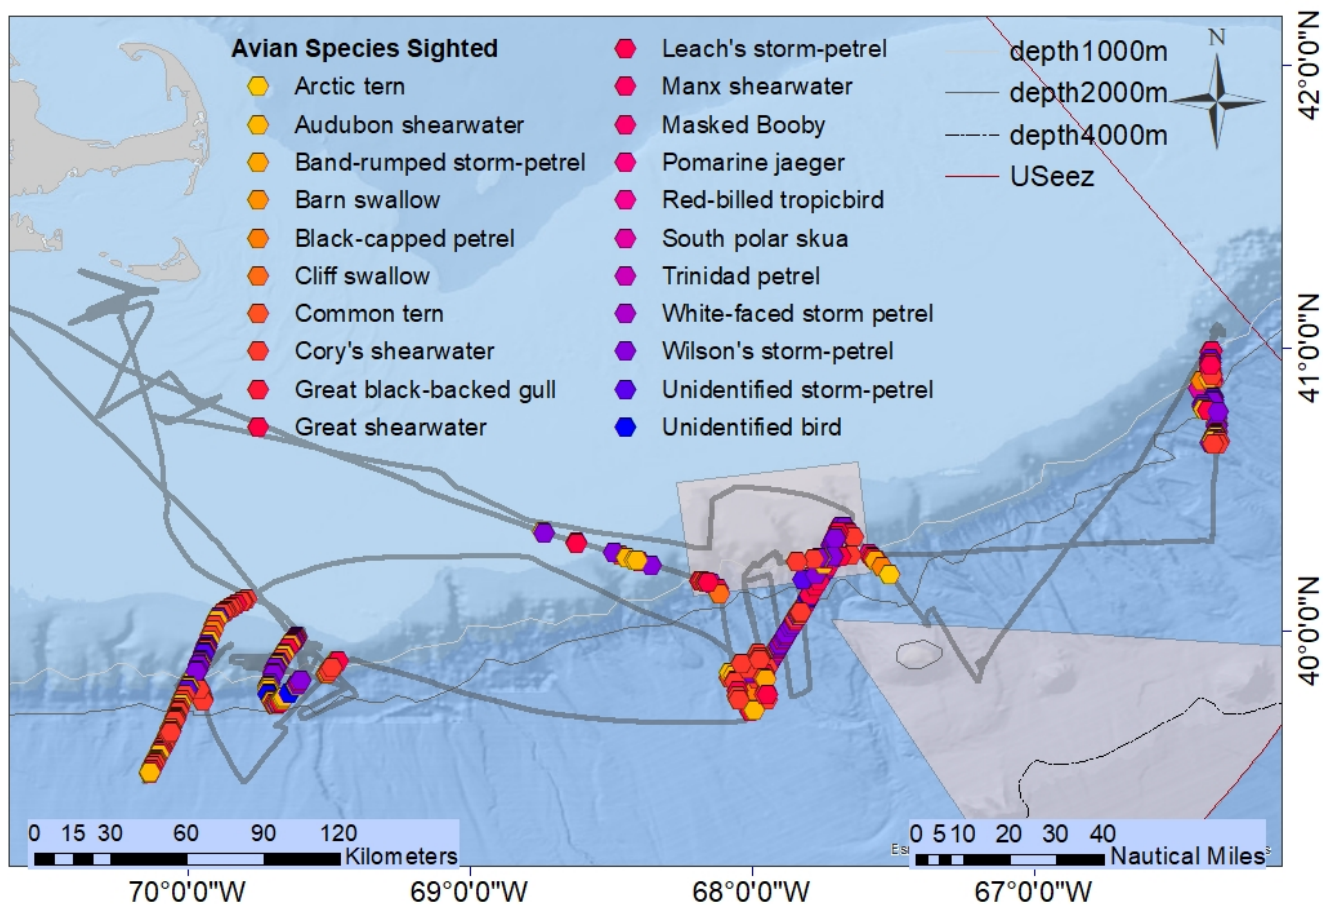 Avian Species Sighted
Arctic tern
Audubon shearwater
Band-rumped storm-petrel
Barn swallow
Black-capped petrel
Cliff swallow
Common tern
Cory's shearwater
Great black-backed gull
Great shearwater
Leach's storm-petrel
Manx shearwater
Masked Booby
Pomarine jaeger
Red-billed tropicbird
South polar skua
Trinidad petrel
White-faced storm petrel
Wilson's storm-petrel
Unidentified storm-petrel
Unidentified bird
depth1000m
depth2000m
depth4000m
USeez
N
42°0'0"N
41°0'0"N
40°0'0"N
0 15 30 60 90 120
Kilometers
0 5 10 20 30 40
Nautical Miles
70°0'0"W 69°0'0"W 68°0'0"W 67°0'0"W